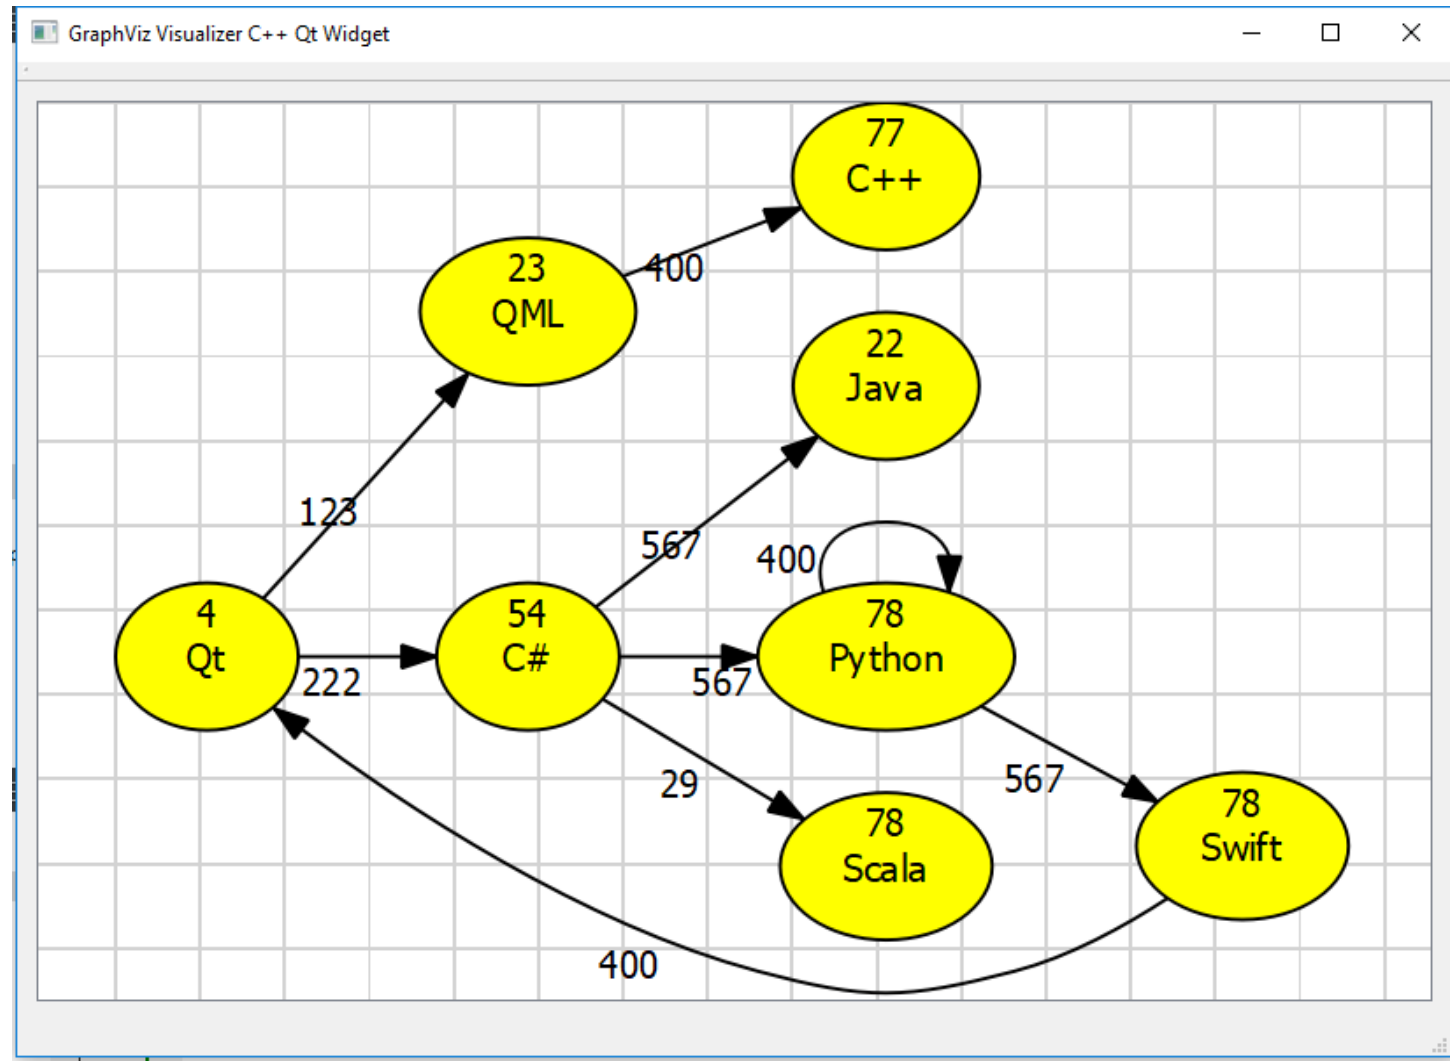 GraphViz Visualizer C++ Qt Widget
77
C++
23
QML
400
22
Java
123
567
400
4
Qt
222
54
C#
567
78
Python
29
567
78
Scala
78
Swift
400